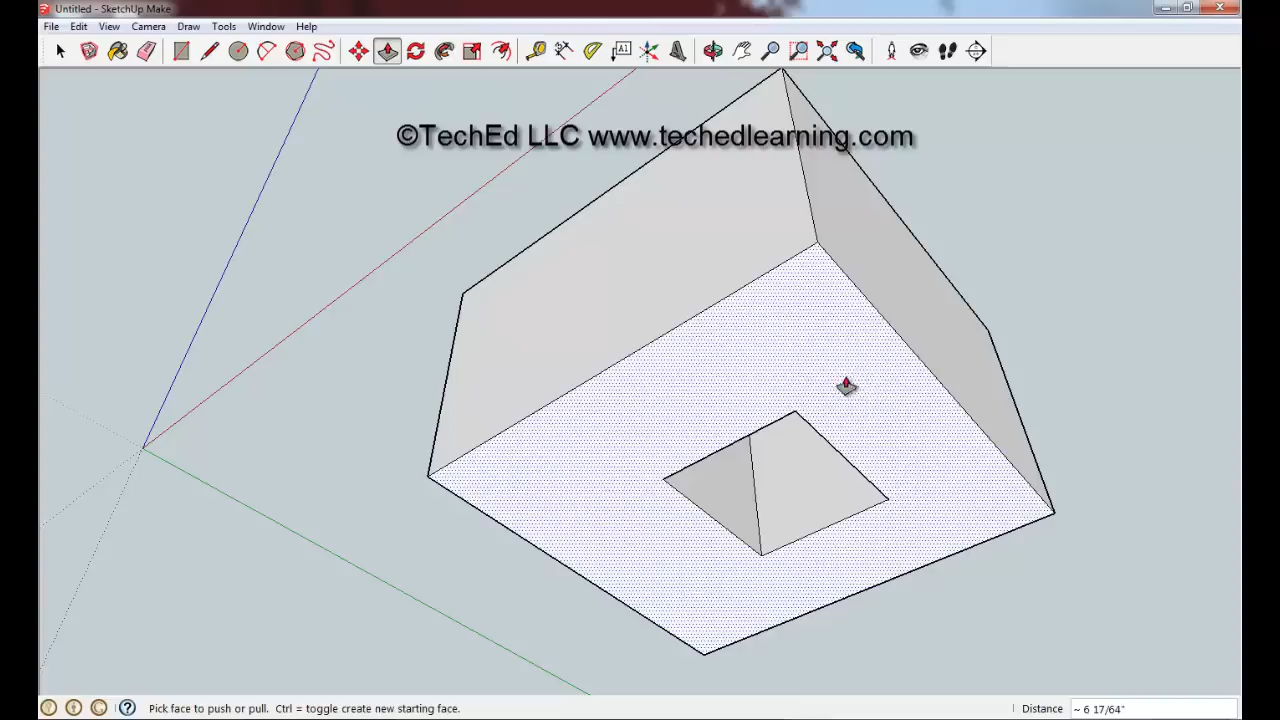 Untitled - SketchUp Make
File Edit View Camera Draw Tools Window Help
A1
©TechEd LLC www.techedlearning.com
? Pick face to push or pull. Ctrl = toggle create new starting face. Distance ~ 6 17/64"